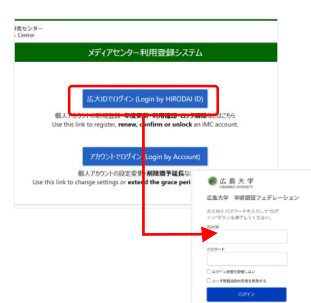 究センター
Center
メディアセンター利用登録システム
広大IDでログイン (Login by HIRODAI ID)
個人アカウントの新規登録・年度更新・利用確認・ロック解除はこちら
Use this link to register, renew, confirm or unlock an IMC account.
アカウントでログイン (Login by Account)
個人アカウントの設定変更・解除猶予延長
Use this link to change settings or extend the grace peri
広島大学
HIROSHIMA UNIVERSITY
広島大学 学術認証フェデレーション
パスワード
ログイン